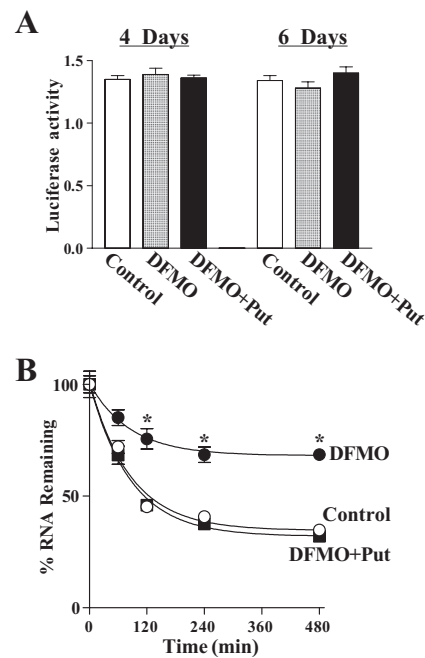 A
4 Days
6 Days
Luciferase activity
1.5
1.0
0.5
0.0
Control
DFMO
DFMO+Put
Control
DFMO
DFMO+Put
B
% RNA Remaining
100
50
0
*
*
*
DFMO
Control
DFMO+Put
0
120
240
360
480
Time (min)